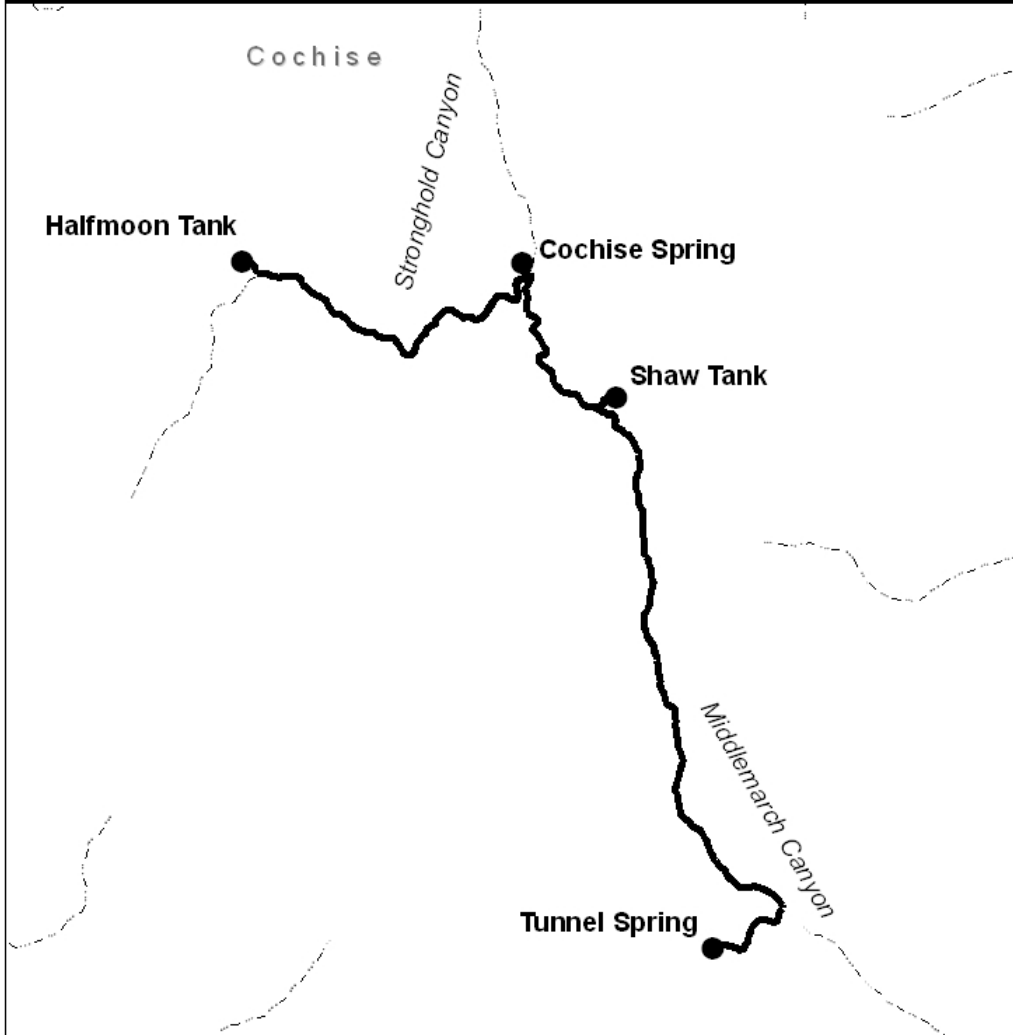 Cochise
Stronghold Canyon
Halfmoon Tank
Cochise Spring
Shaw Tank
Middlemarch Canyon
Tunnel Spring